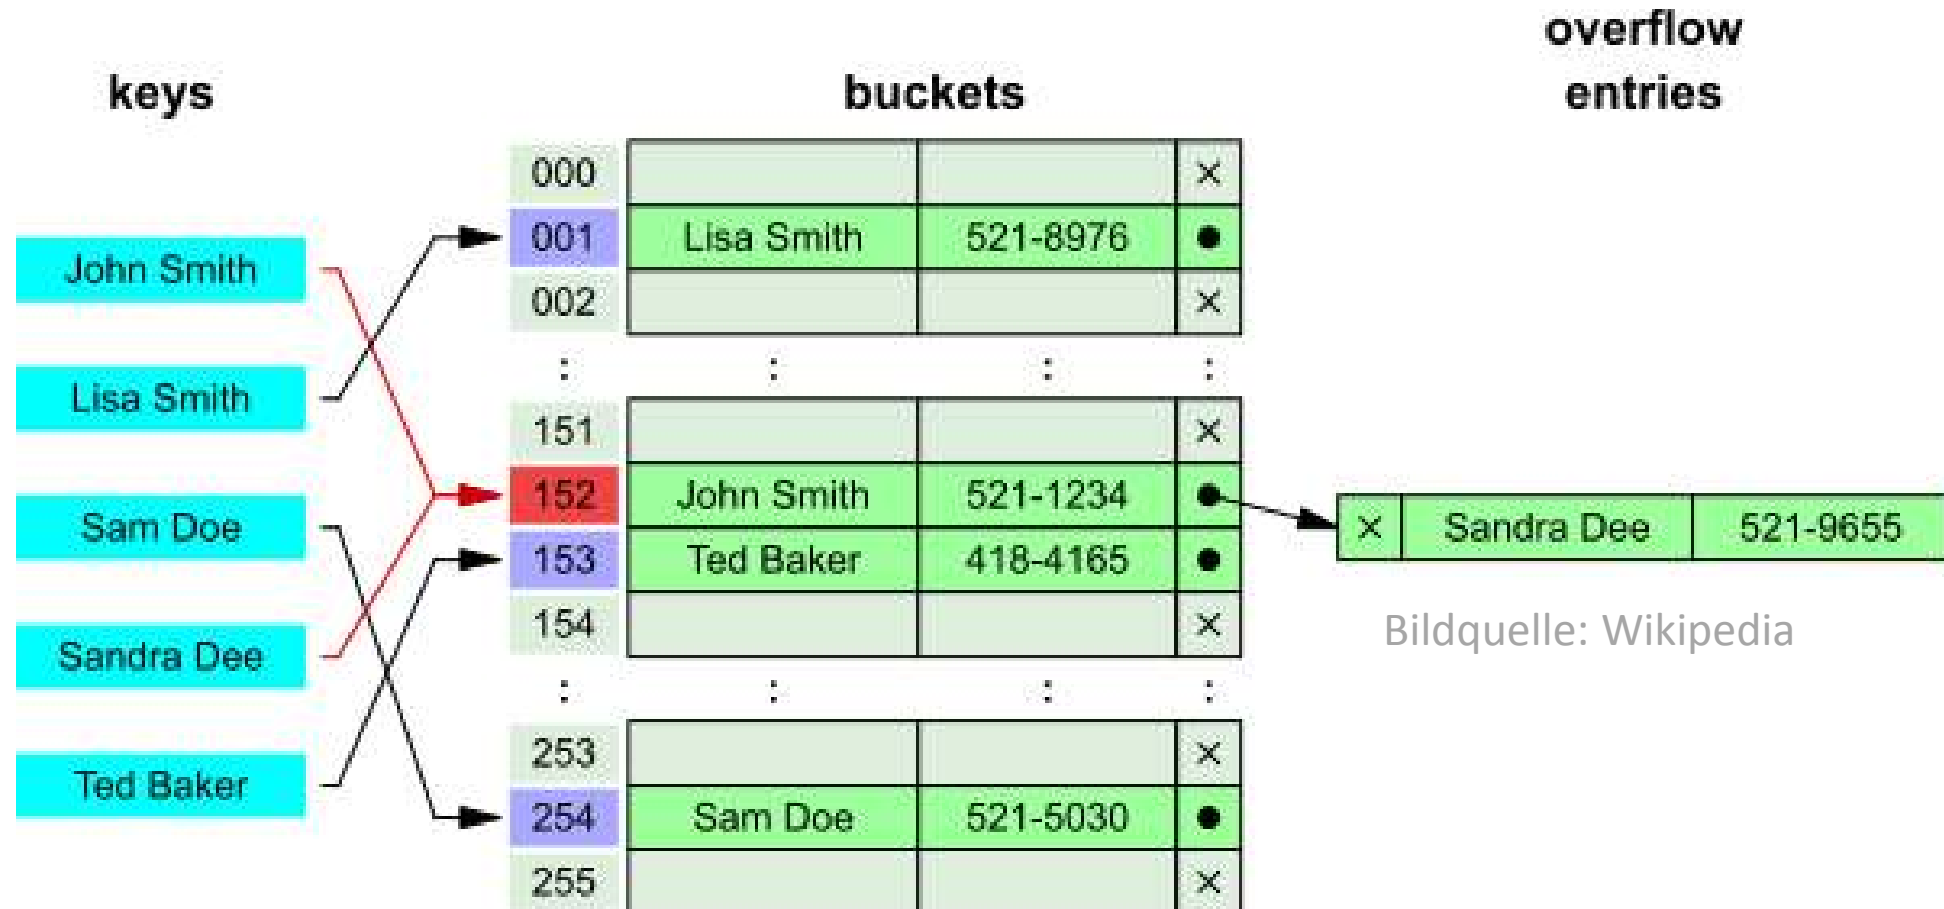 keys
buckets
overflow
entries
John Smith
Lisa Smith
Sam Doe
Sandra Dee
Ted Baker
000 ×
001 Lisa Smith 521-8976 ●
002 ×
: : : :
151 ×
152 John Smith 521-1234 ●
153 Ted Baker 418-4165 ●
154 ×
: : : :
253 ×
254 Sam Doe 521-5030 ●
255 ×
× Sandra Dee 521-9655
Bildquelle: Wikipedia